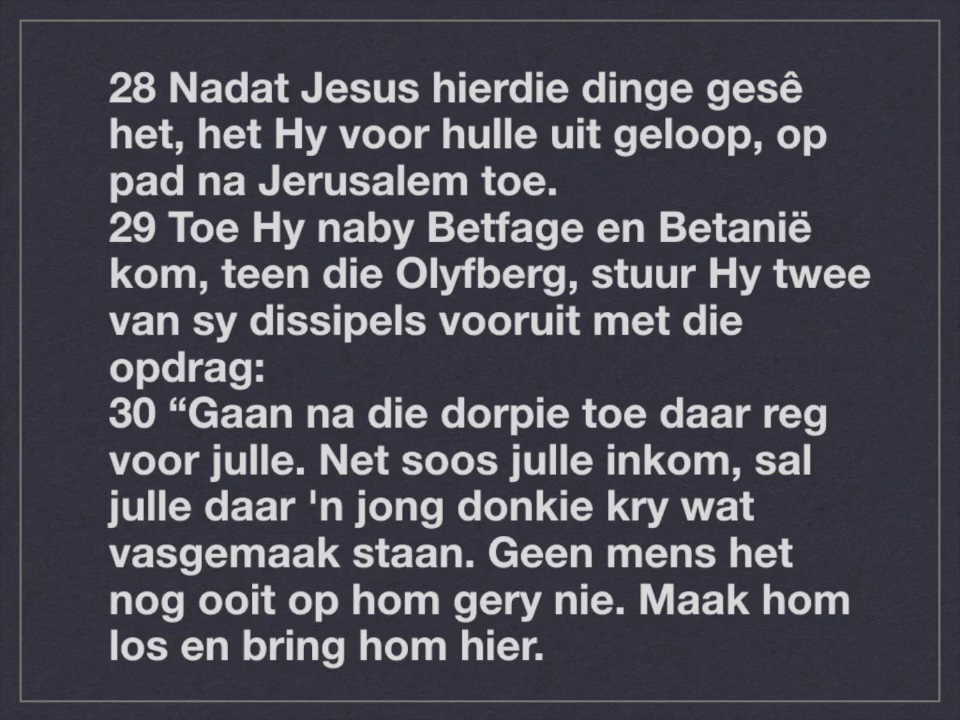 28 Nadat Jesus hierdie dinge gesê
het, het Hy voor hulle uit geloop, op
pad na Jerusalem toe.
29 Toe Hy naby Betfage en Betanië
kom, teen die Olyfberg, stuur Hy twee
van sy dissipels vooruit met die
opdrag:
30 “Gaan na die dorpie toe daar reg
voor julle. Net soos julle inkom, sal
julle daar 'n jong donkie kry wat
vasgemaak staan. Geen mens het
nog ooit op hom gery nie. Maak hom
los en bring hom hier.